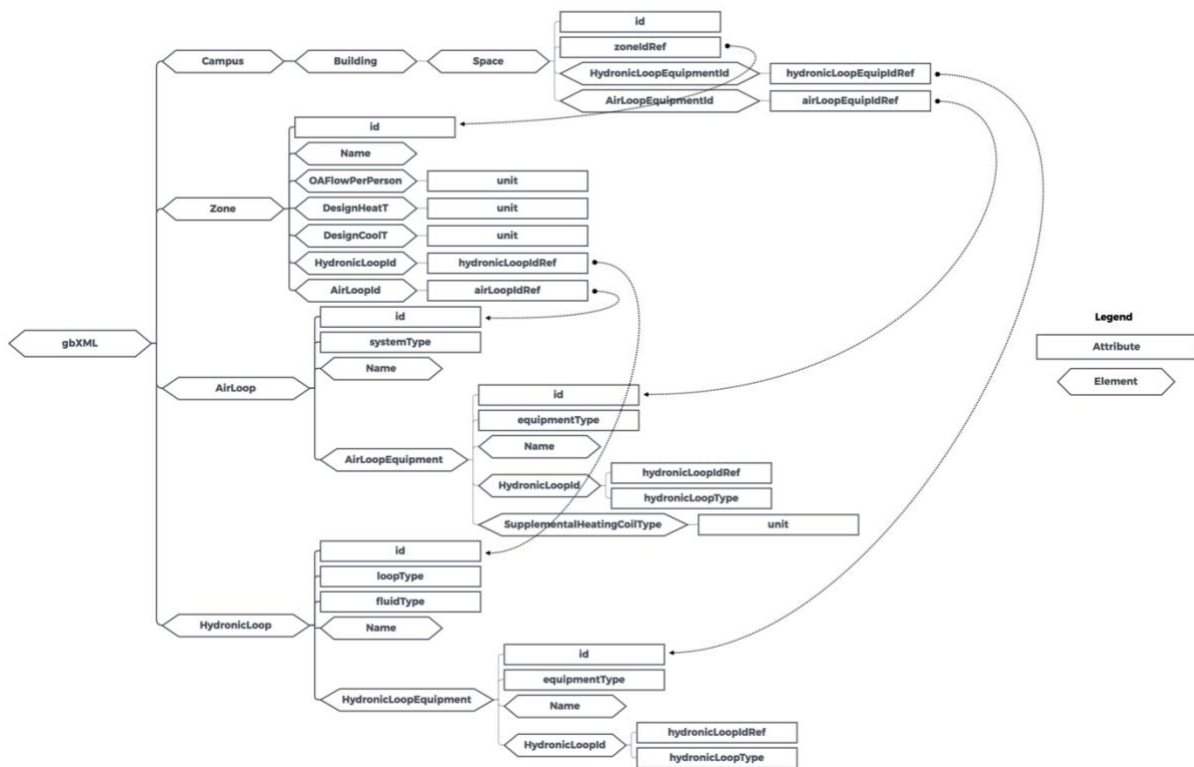 id
zoneIdRef
Campus
Building
Space
HydronicLoopEquipmentId
hydronicLoopEquipIdRef
AirLoopEquipmentId
airLoopEquipIdRef
id
Name
OAFlowPerPerson
unit
Zone
DesignHeatT
unit
DesignCoolT
unit
HydronicLoopId
hydronicLoopIdRef
AirLoopId
airLoopIdRef
gbXML
id
systemType
Name
AirLoop
id
equipmentType
Name
AirLoopEquipment
HydronicLoopId
hydronicLoopIdRef
hydronicLoopType
SupplementalHeatingCoilType
unit
id
loopType
fluidType
HydronicLoop
Name
id
equipmentType
HydronicLoopEquipment
Name
HydronicLoopId
hydronicLoopIdRef
hydronicLoopType
Legend
Attribute
Element